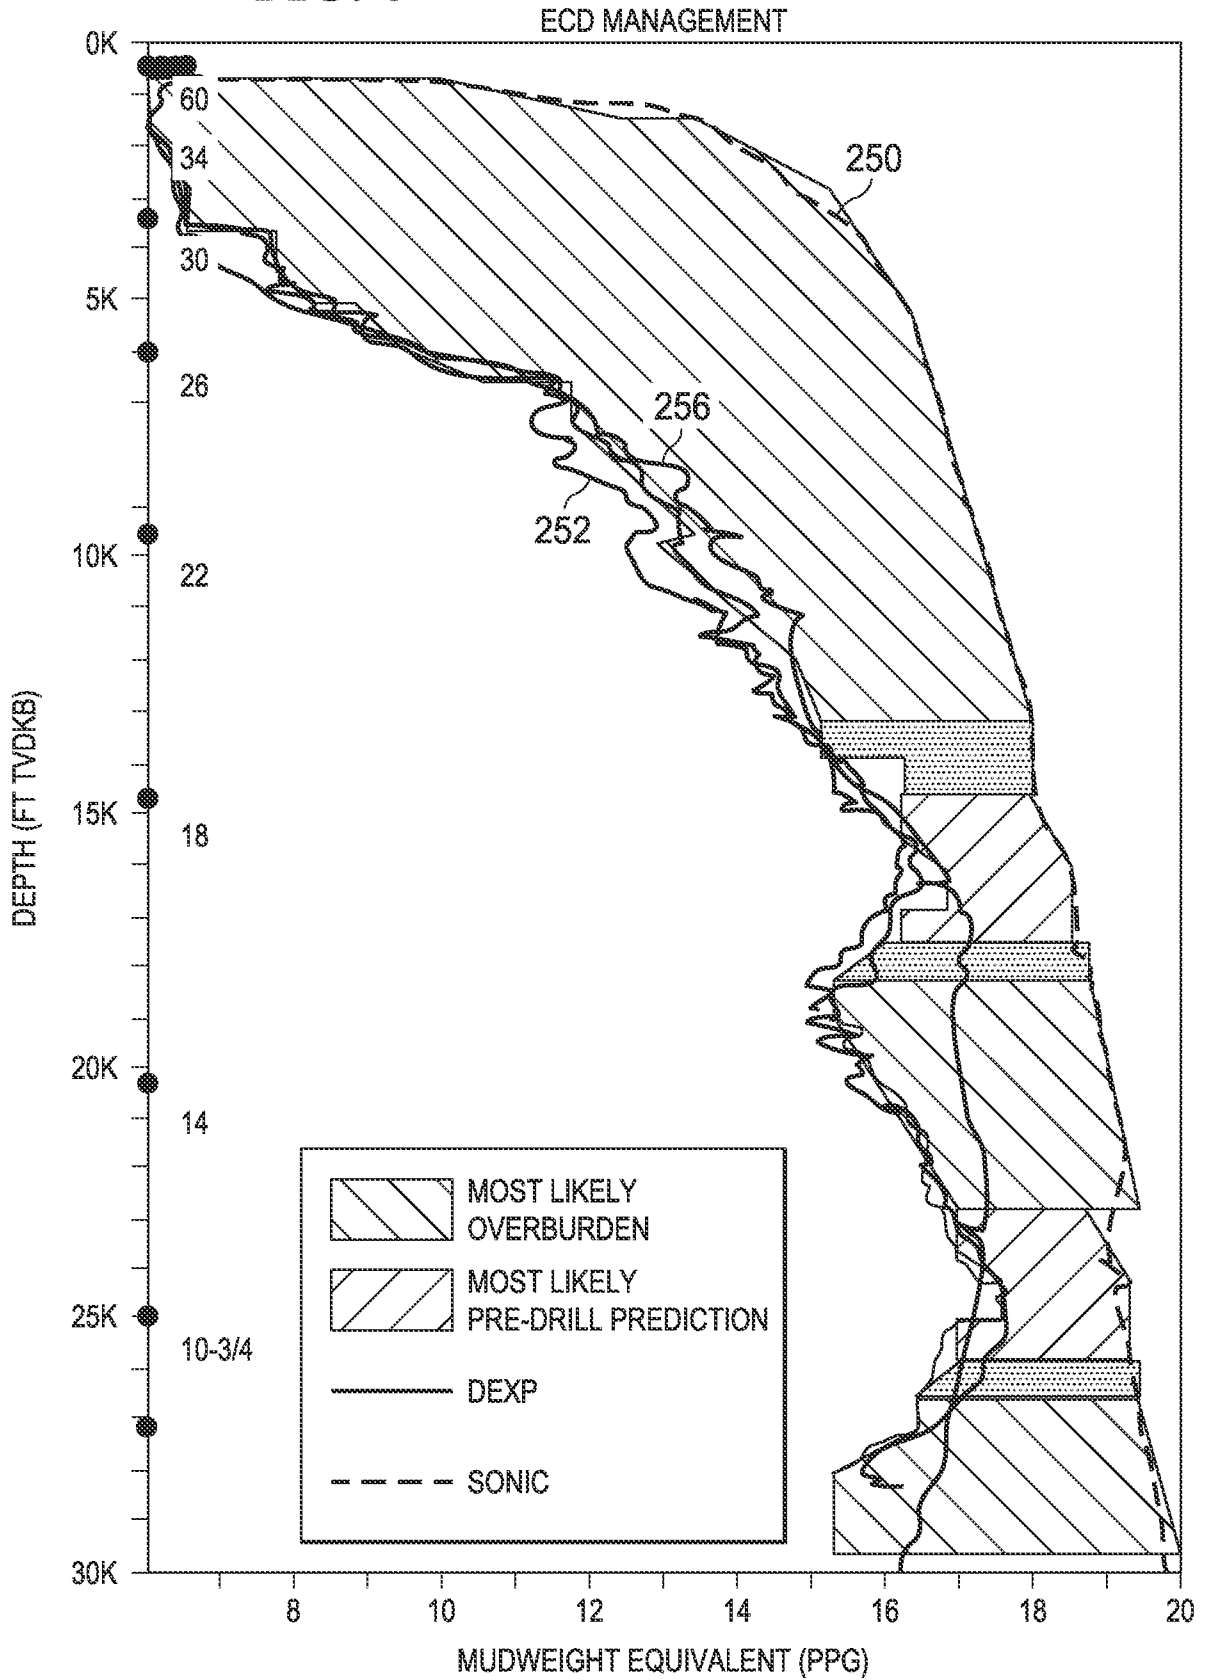 ECD MANAGEMENT
0K
60
34
250
30
5K
26
256
252
10K
22
DEPTH (FT TVDKB)
15K
18
20K
14
MOST LIKELY
OVERBURDEN
MOST LIKELY
PRE-DRILL PREDICTION
25K
10-3/4
DEXP
SONIC
30K
8
10
12
14
16
18
20
MUDWEIGHT EQUIVALENT (PPG)